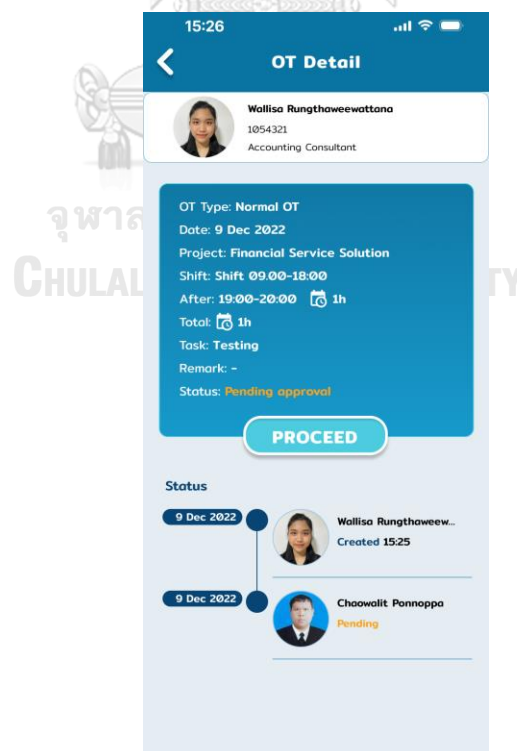 15:26
OT Detail
Wallisa Rungthaweewattana
1054321
Accounting Consultant
จุฬาล
CHULAL
TY
OT Type: Normal OT
Date: 9 Dec 2022
Project: Financial Service Solution
Shift: Shift 09.00-18:00
After: 19:00-20:00 1h
Total: 1h
Task: Testing
Remark: -
Status: Pending approval
PROCEED
Status
9 Dec 2022
Wallisa Rungthaweew...
Created 15:25
9 Dec 2022
Chaowalit Ponnoppa
Pending